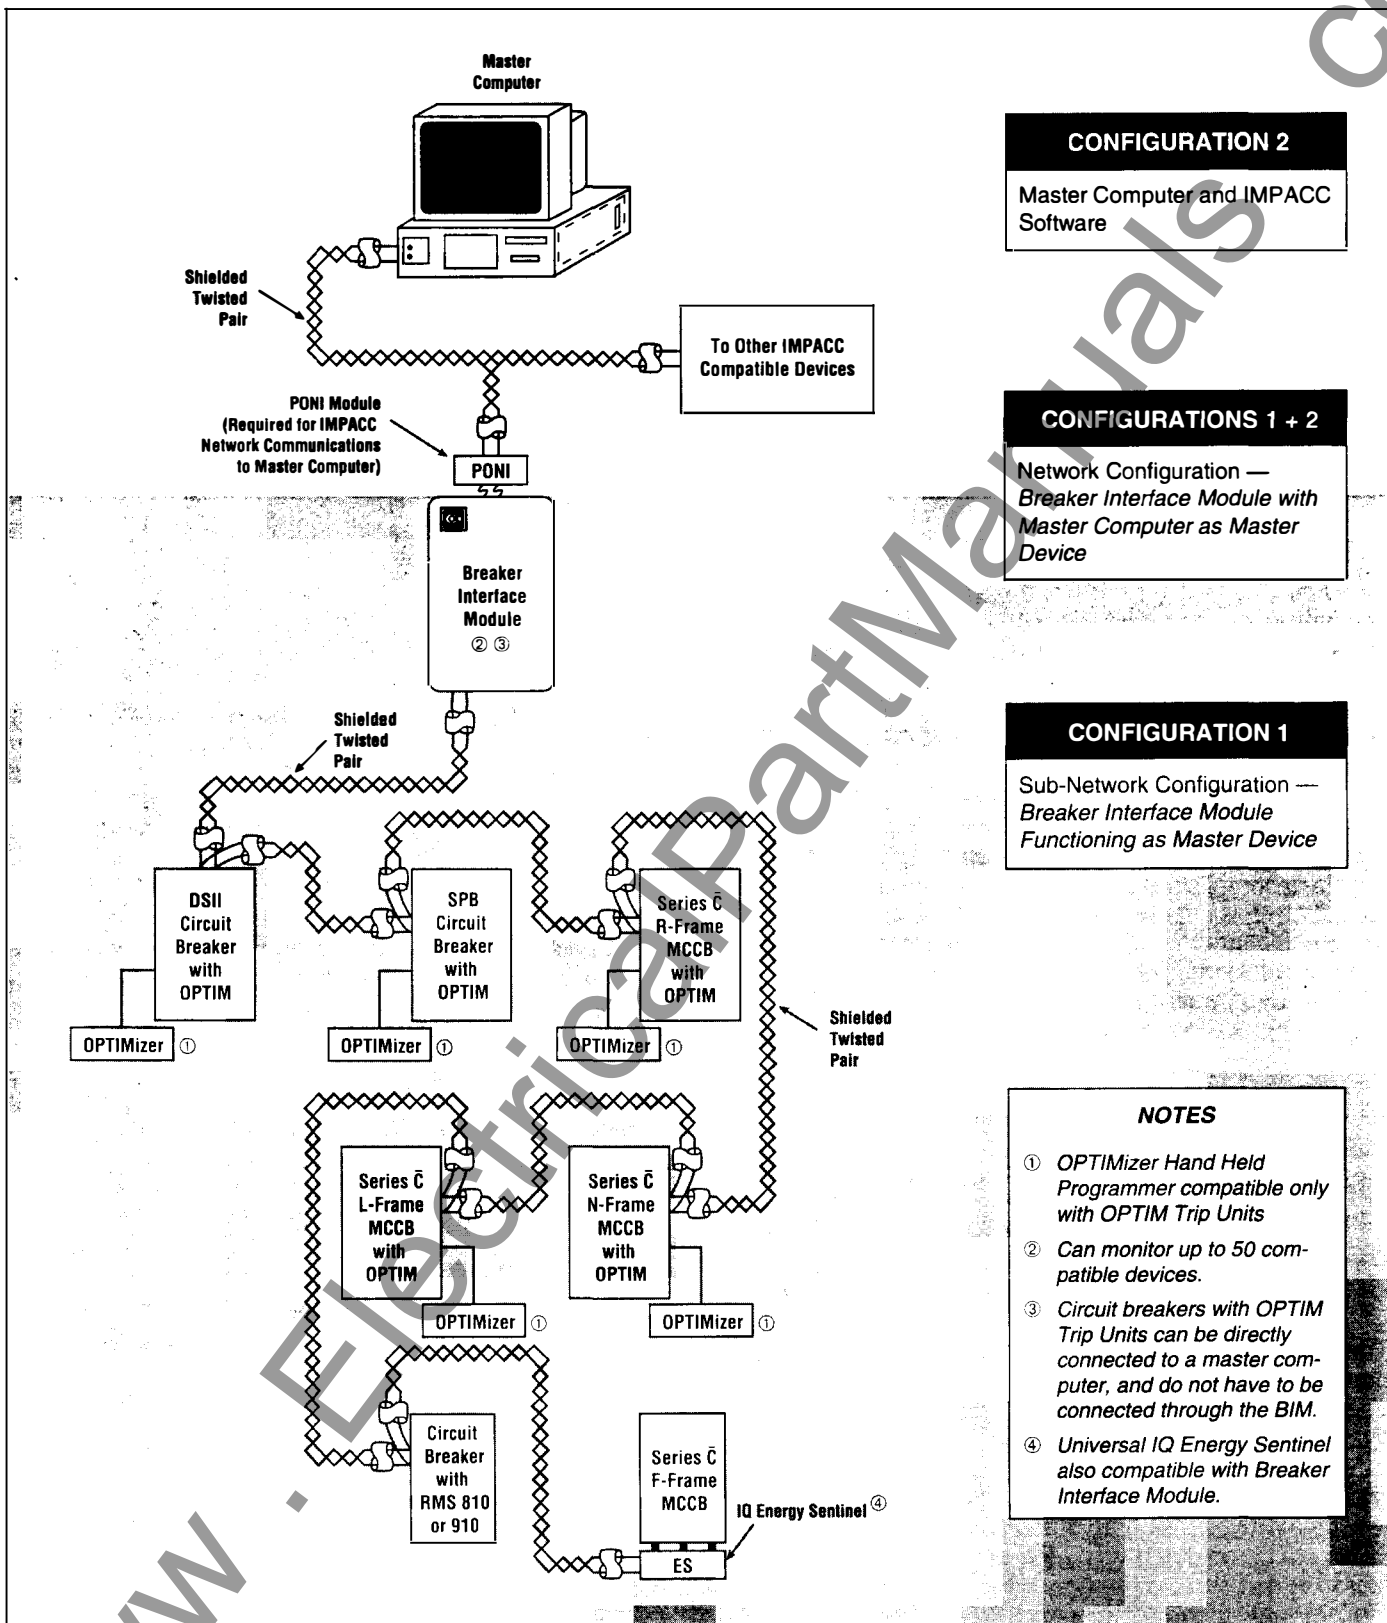 Master
Computer
Shielded
Twisted
Pair
To Other IMPACC
Compatible Devices
PONI Module
(Required for IMPACC
Network Communications
to Master Computer)
PONI
Breaker
Interface
Module
② ③
Shielded
Twisted
Pair
DSII
Circuit
Breaker
with
OPTIM
OPTIMizer ①
SPB
Circuit
Breaker
with
OPTIM
OPTIMizer ①
Series C̄
R-Frame
MCCB
with
OPTIM
OPTIMizer ①
Shielded
Twisted
Pair
Series C̄
L-Frame
MCCB
with
OPTIM
OPTIMizer ①
Series C̄
N-Frame
MCCB
with
OPTIM
OPTIMizer ①
Circuit
Breaker
with
RMS 810
or 910
Series C̄
F-Frame
MCCB
ES
IQ Energy Sentinel ④
CONFIGURATION 2
Master Computer and IMPACC
Software
CONFIGURATIONS 1 + 2
Network Configuration —
Breaker Interface Module with
Master Computer as Master
Device
CONFIGURATION 1
Sub-Network Configuration —
Breaker Interface Module
Functioning as Master Device
NOTES
① OPTIMizer Hand Held
Programmer compatible only
with OPTIM Trip Units
② Can monitor up to 50 com-
patible devices.
③ Circuit breakers with OPTIM
Trip Units can be directly
connected to a master com-
puter, and do not have to be
connected through the BIM.
④ Universal IQ Energy Sentinel
also compatible with Breaker
Interface Module.
w . ElectricalPartManuals . c